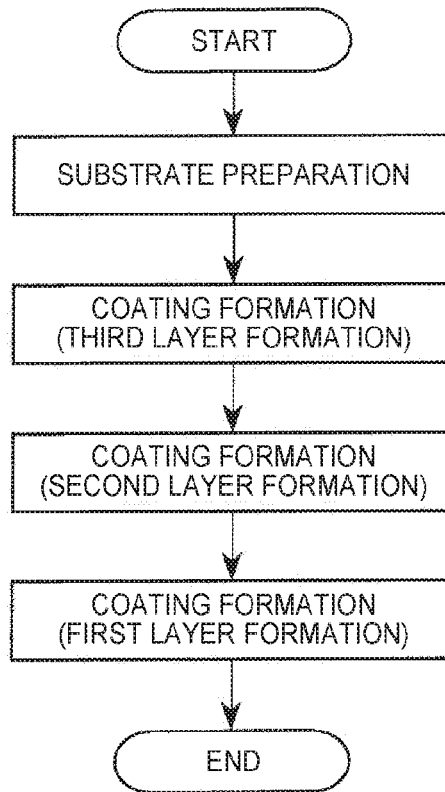 START
SUBSTRATE PREPARATION
COATING FORMATION
(THIRD LAYER FORMATION)
COATING FORMATION
(SECOND LAYER FORMATION)
COATING FORMATION
(FIRST LAYER FORMATION)
END